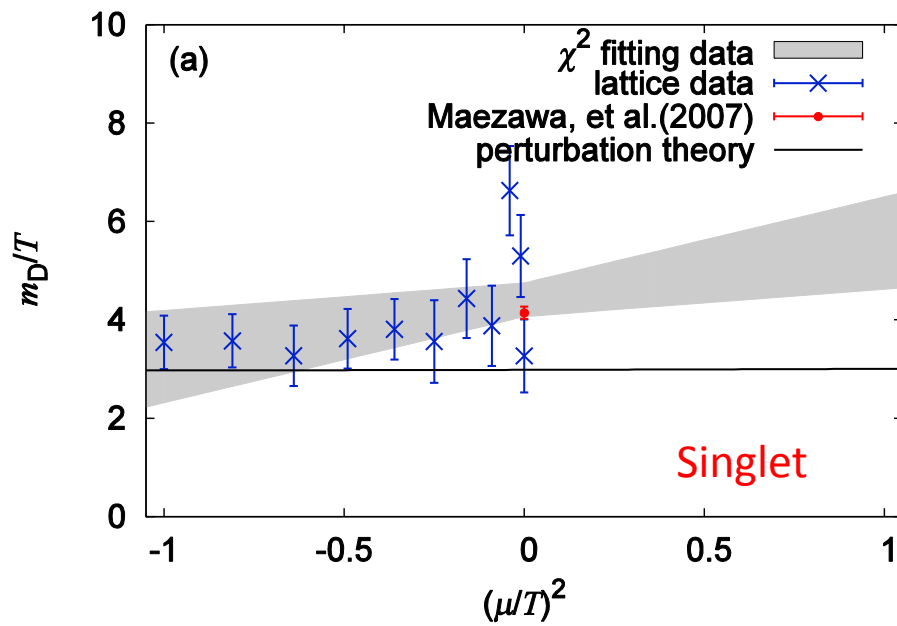 10
(a)
χ² fitting data
lattice data
8
Maezawa, et al.(2007)
perturbation theory
6
m_D/T
4
2
Singlet
0
-1
-0.5
0
0.5
1
(μ/T)²